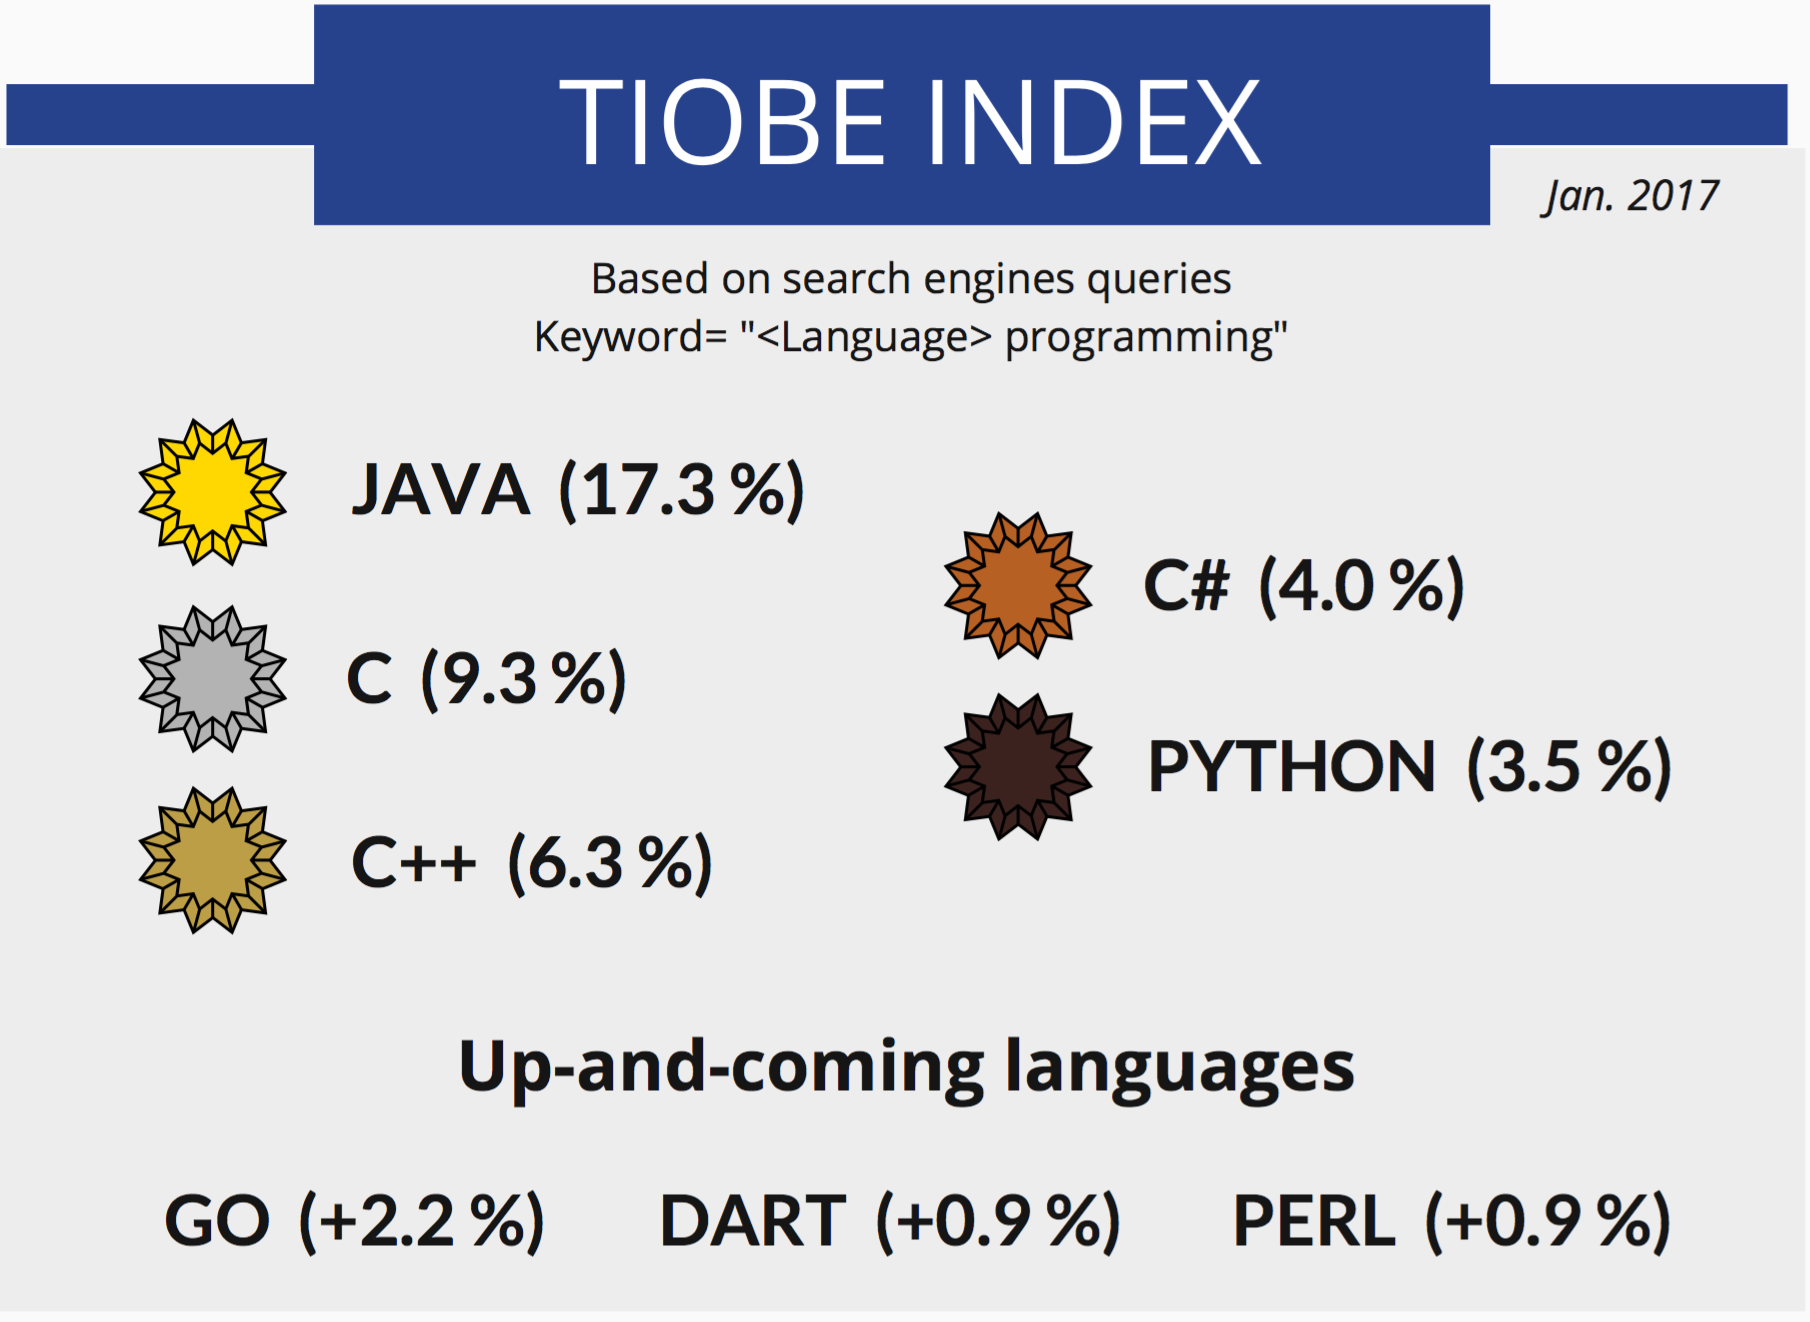 TIOBE INDEX
Jan. 2017
Based on search engines queries
Keyword= "<Language> programming"
JAVA (17.3 %)
C (9.3 %)
C++ (6.3 %)
C# (4.0 %)
PYTHON (3.5 %)
Up-and-coming languages
GO (+2.2 %) DART (+0.9 %) PERL (+0.9 %)